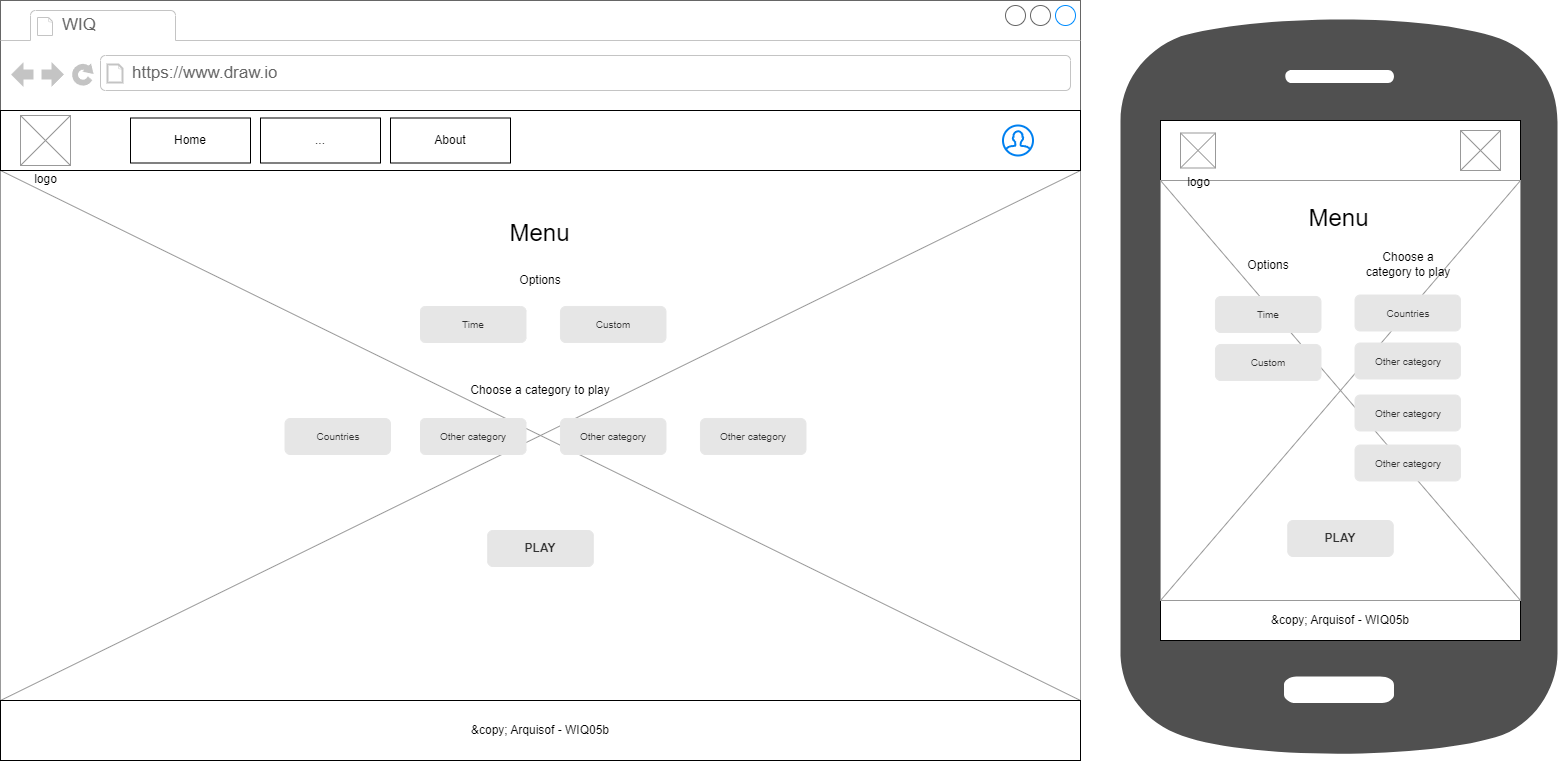 WIQ
https://www.draw.io
Home
...
About
logo
Menu
Options
Time
Custom
Choose a category to play
Countries
Other category
Other category
Other category
PLAY
&copy; Arquisof - WIQ05b
logo
Menu
Options
Choose a
category to play
Time
Countries
Custom
Other category
Other category
Other category
PLAY
&copy; Arquisof - WIQ05b